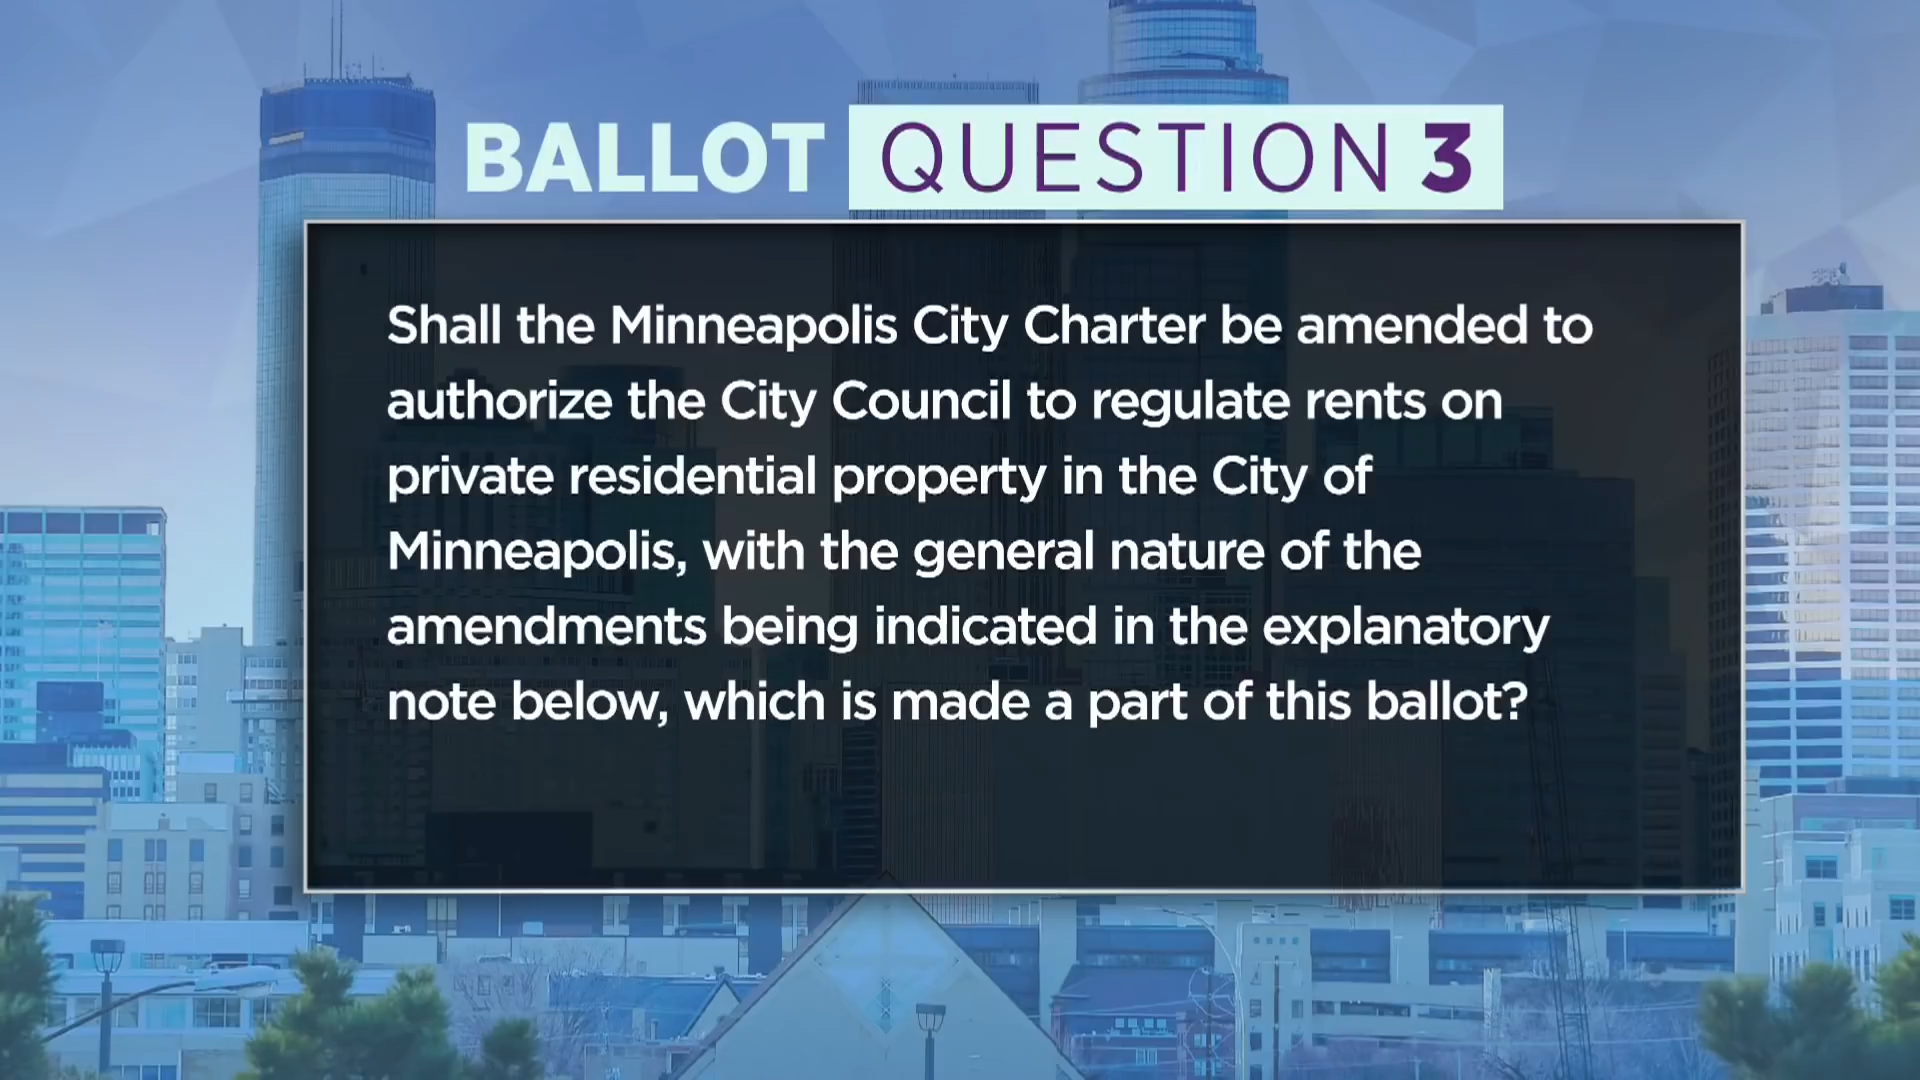 BALLOT QUESTION 3
Shall the Minneapolis City Charter be amended to
authorize the City Council to regulate rents on
private residential property in the City of
Minneapolis, with the general nature of the
amendments being indicated in the explanatory
note below, which is made a part of this ballot?